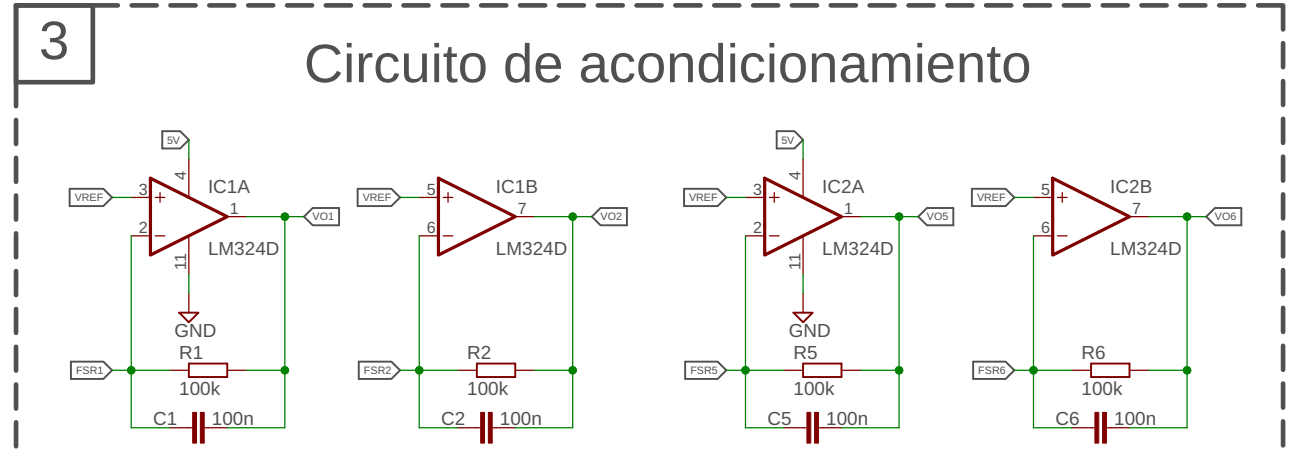 3
Circuito de acondicionamiento
5V
4
VREF
3
IC1A
1
VO1
2
LM324D
11
GND
FSR1
R1
100k
C1
100n
VREF
5
IC1B
7
VO2
6
LM324D
FSR2
R2
100k
C2
100n
5V
4
VREF
3
IC2A
1
VO5
2
LM324D
11
GND
FSR5
R5
100k
C5
100n
VREF
5
IC2B
7
VO6
6
LM324D
FSR6
R6
100k
C6
100n